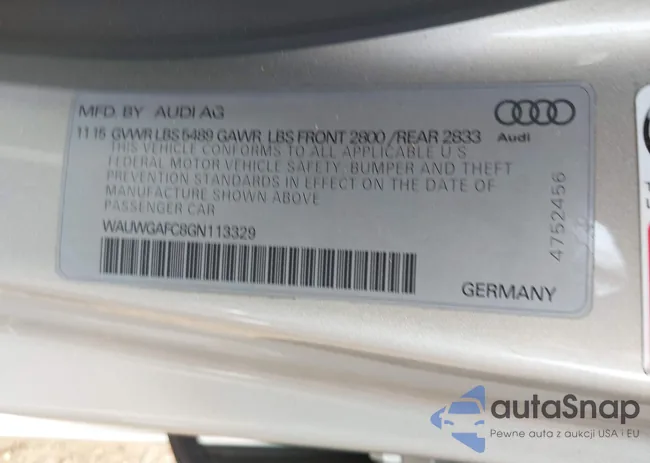 MFD. BY AUDI AG
11 15 GVWR LBS 5489 GAWR LBS FRONT 2800 / REAR 2833
Audi
THIS VEHICLE CONFORMS TO ALL APPLICABLE U S
FEDERAL MOTOR VEHICLE SAFETY, BUMPER AND THEFT
PREVENTION STANDARDS IN EFFECT ON THE DATE OF
MANUFACTURE SHOWN ABOVE
PASSENGER CAR
WAUWGAFC8GN113329
4752456
GERMANY
autaSnap
Pewne auta z aukcji USA i EU